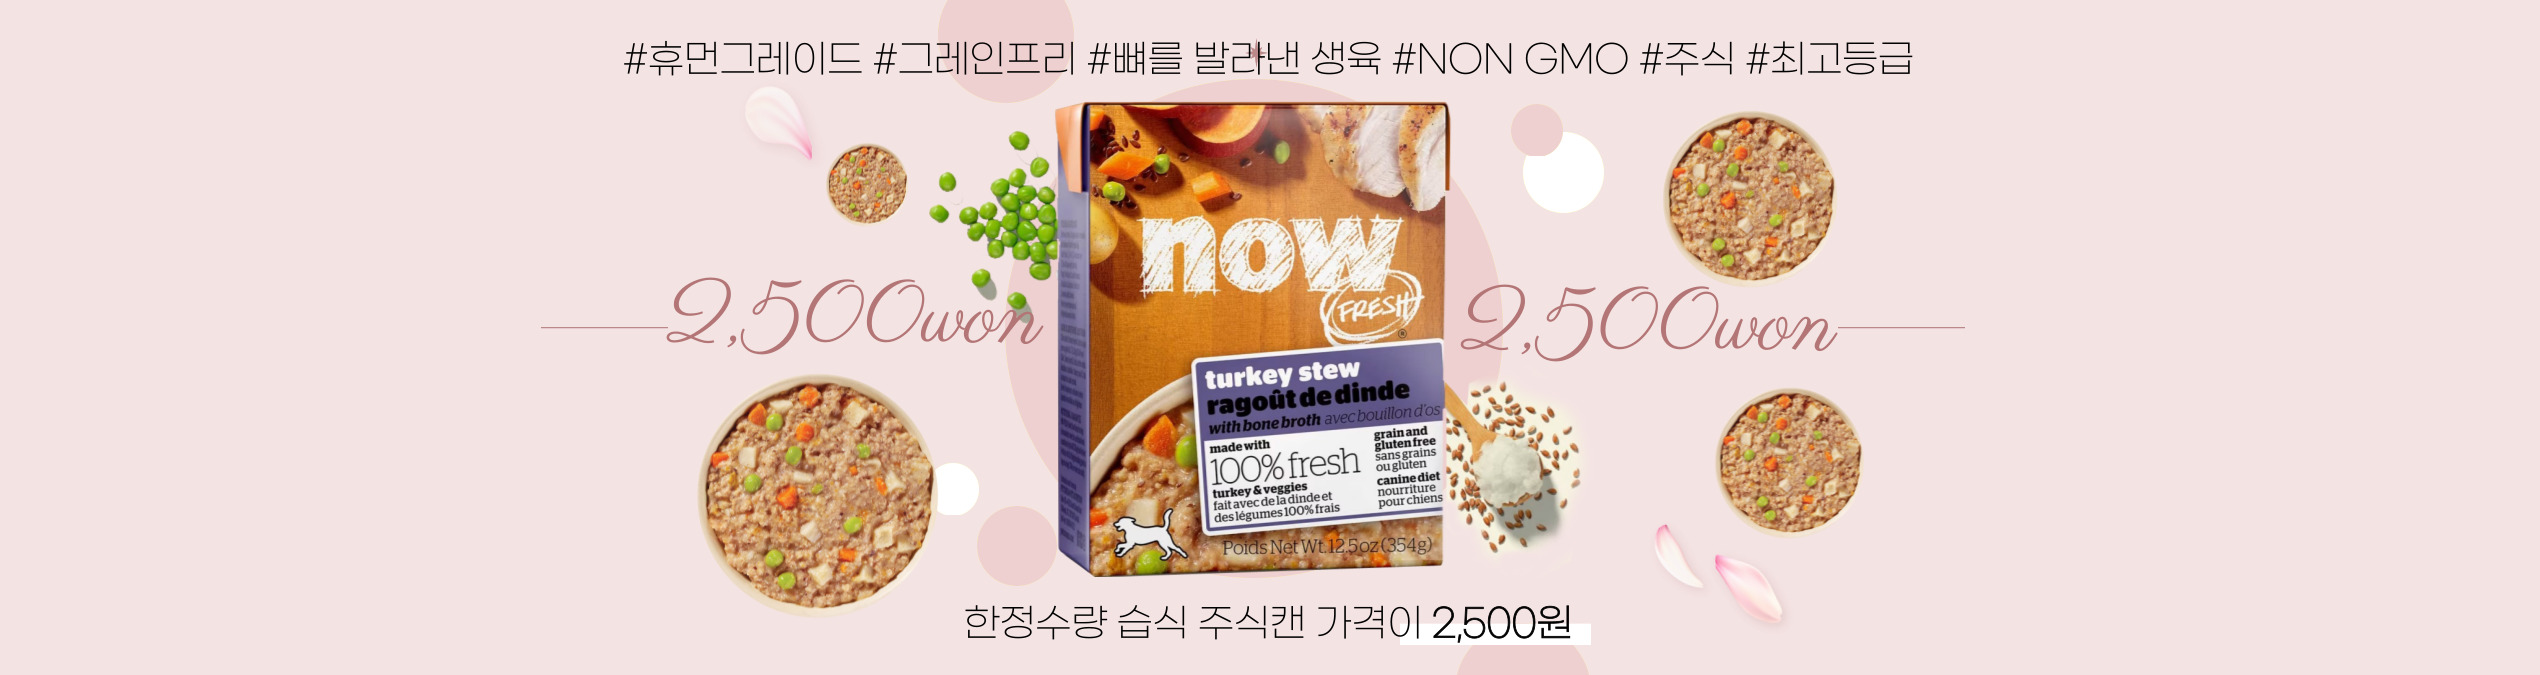 #휴먼그레이드 #그레인프리 #뼈를 발라낸 생육 #NON GMO #주식 #최고등급
2,500won
now
FRESH
®
turkey stew
ragoût de dinde
with bone broth avec bouillon d'os
made with
100% fresh
turkey & veggies
fait avec de la dinde et
des légumes 100% frais
grain and
gluten free
sans grains
ou gluten
canine diet
nourriture
pour chiens
Poids Net Wt. 12.5 oz (354g)
2,500won
한정수량 습식 주식캔 가격이 2,500원